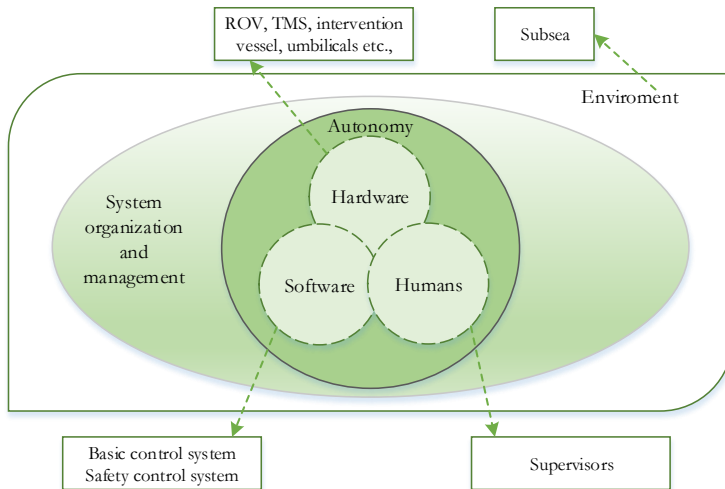 ROV, TMS, intervention
vessel, umbilicals etc.,
Subsea
Enviroment
Autonomy
Hardware
System
organization
and
management
Software
Humans
Basic control system
Safety control system
Supervisors